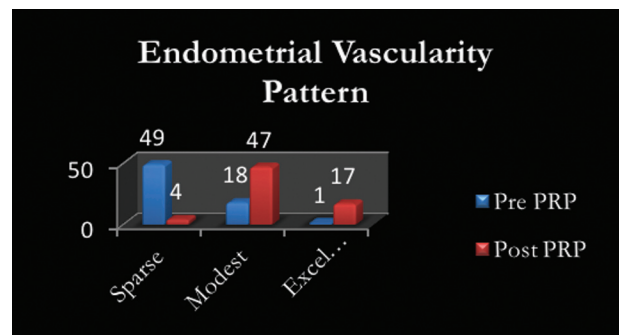 Endometrial Vascularity
Pattern
49
4
18
47
1
17
50
0
Sparse
Modest
Excel...
Pre PRP
Post PRP